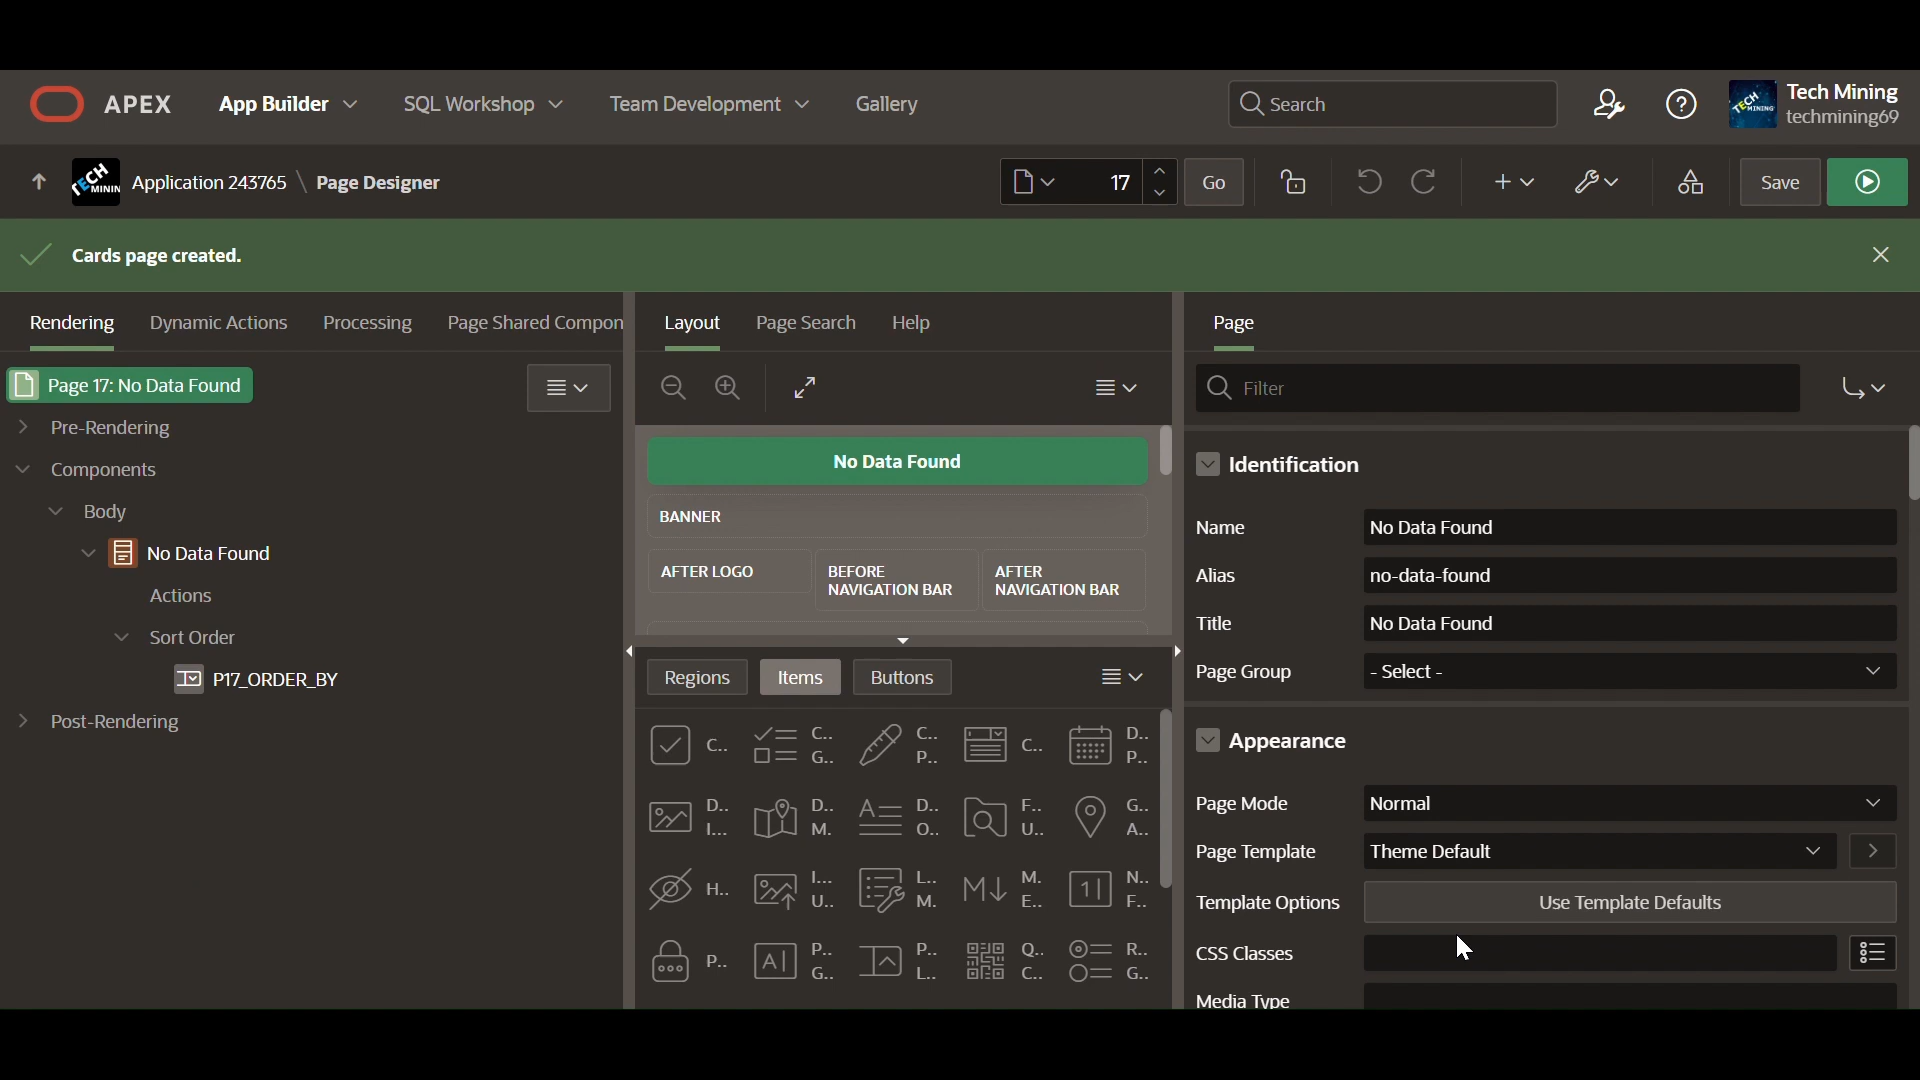 APEX App Builder SQL Workshop Team Development Gallery Search Tech Mining
techmining69
Application 243765 \ Page Designer 17 Go Save
Cards page created.
Rendering Dynamic Actions Processing Page Shared Compon
Layout Page Search Help
Page
Page 17: No Data Found
Pre-Rendering
Components
Body
No Data Found
Actions
Sort Order
P17_ORDER_BY
Post-Rendering
No Data Found
BANNER
AFTER LOGO
BEFORE
NAVIGATION BAR
AFTER
NAVIGATION BAR
Regions Items Buttons
C.. C.. C.. C.. D..
G.. P.. P..
D.. D.. D.. F.. G..
I... M. O.. U.. A..
H.. I... L.. M. N..
U.. M. E.. F..
P.. P.. P.. Q.. R..
G.. L.. C.. G..
Filter
Identification
Name No Data Found
Alias no-data-found
Title No Data Found
Page Group - Select -
Appearance
Page Mode Normal
Page Template Theme Default
Template Options Use Template Defaults
CSS Classes
Media Type